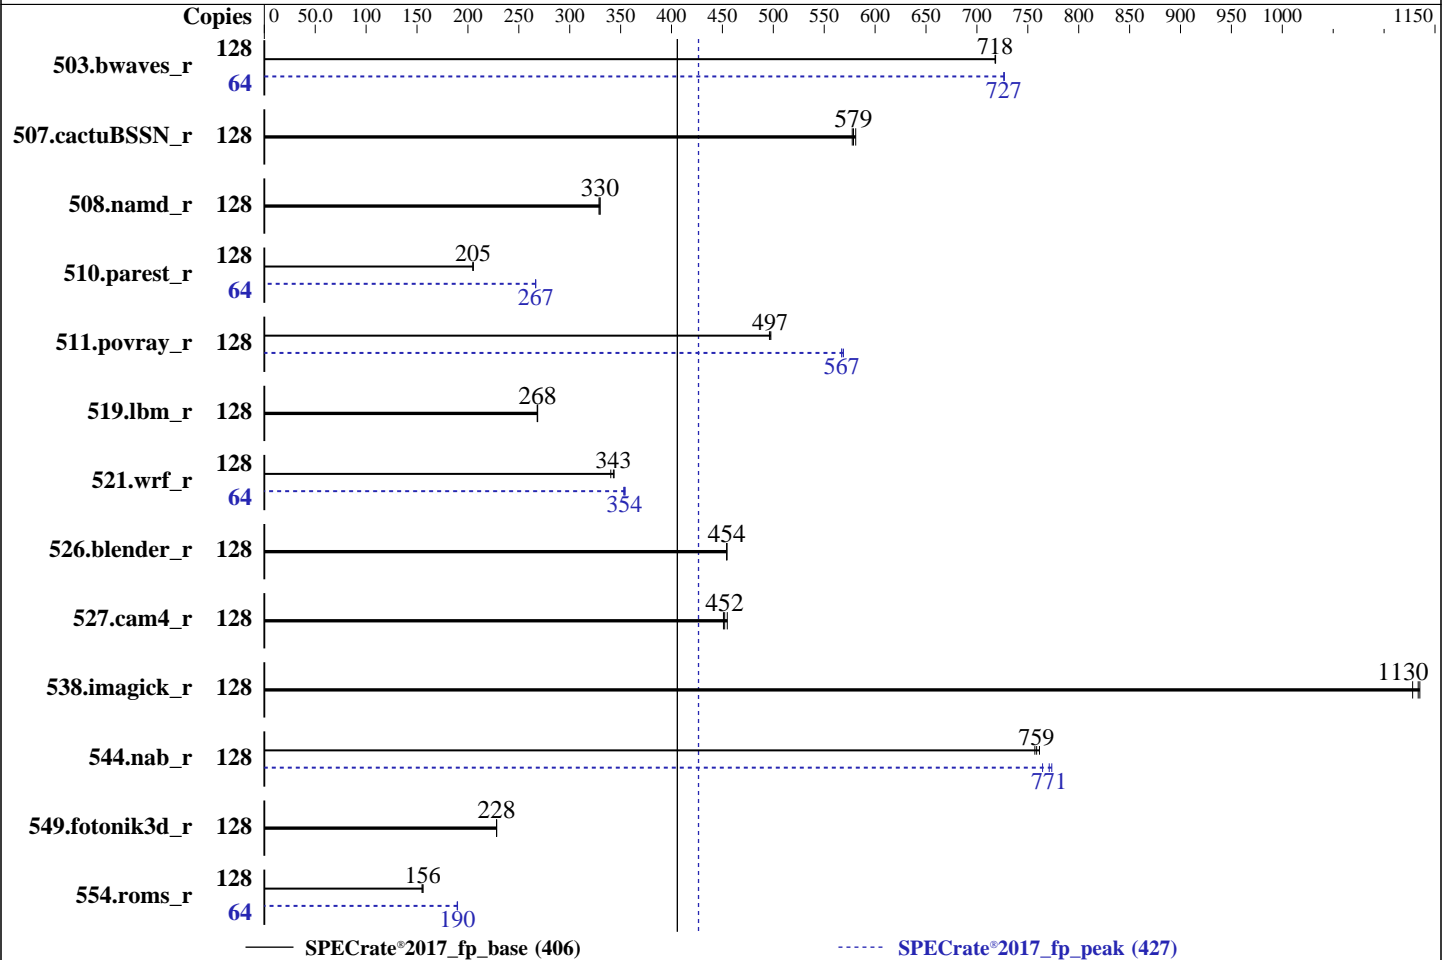 Copies 0 50.0 100 150 200 250 300 350 400 450 500 550 600 650 700 750 800 850 900 950 1000 1150
503.bwaves_r 128 718
64 727
507.cactuBSSN_r 128 579
508.namd_r 128 330
510.parest_r 128 205
64 267
511.povray_r 128 497
567
519.lbm_r 128 268
521.wrf_r 128 343
64 354
526.blender_r 128 454
527.cam4_r 128 452
538.imagick_r 128 1130
544.nab_r 128 759
771
549.fotonik3d_r 128 228
554.roms_r 128 156
64 190
SPECrate®2017_fp_base (406) SPECrate®2017_fp_peak (427)